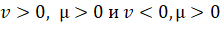 𝑣 > 0, μ > 0 и 𝑣 < 0, μ > 0